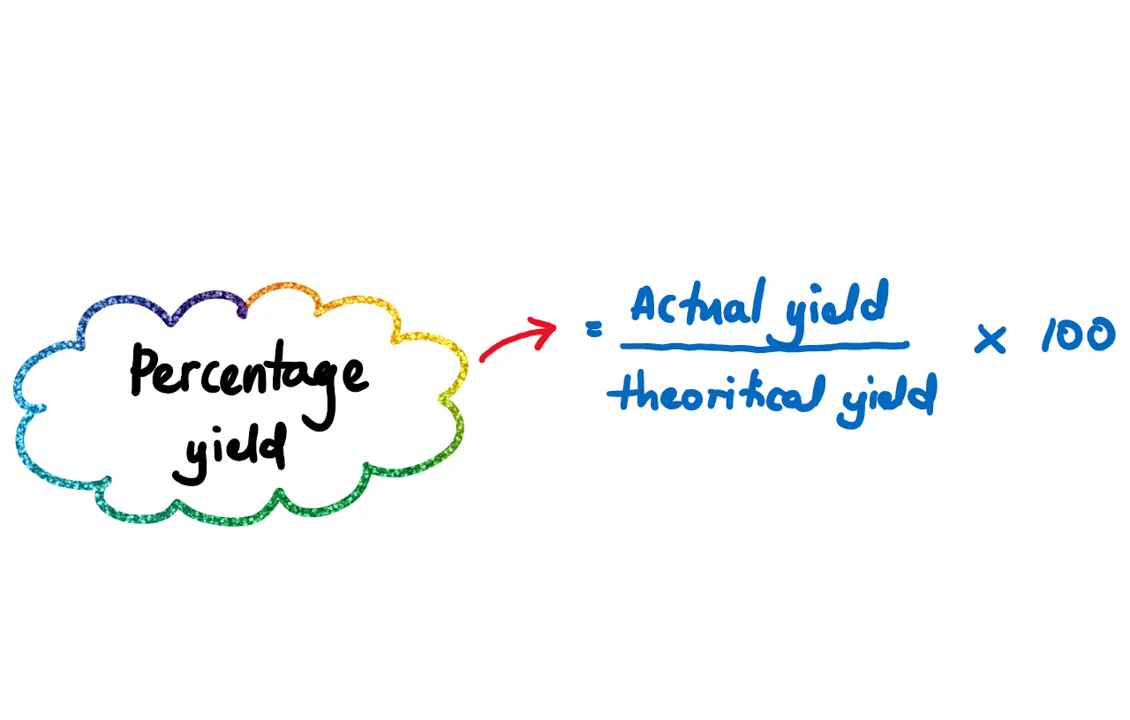 Percentage
yield
= Actual yield
theoritical yield
× 100